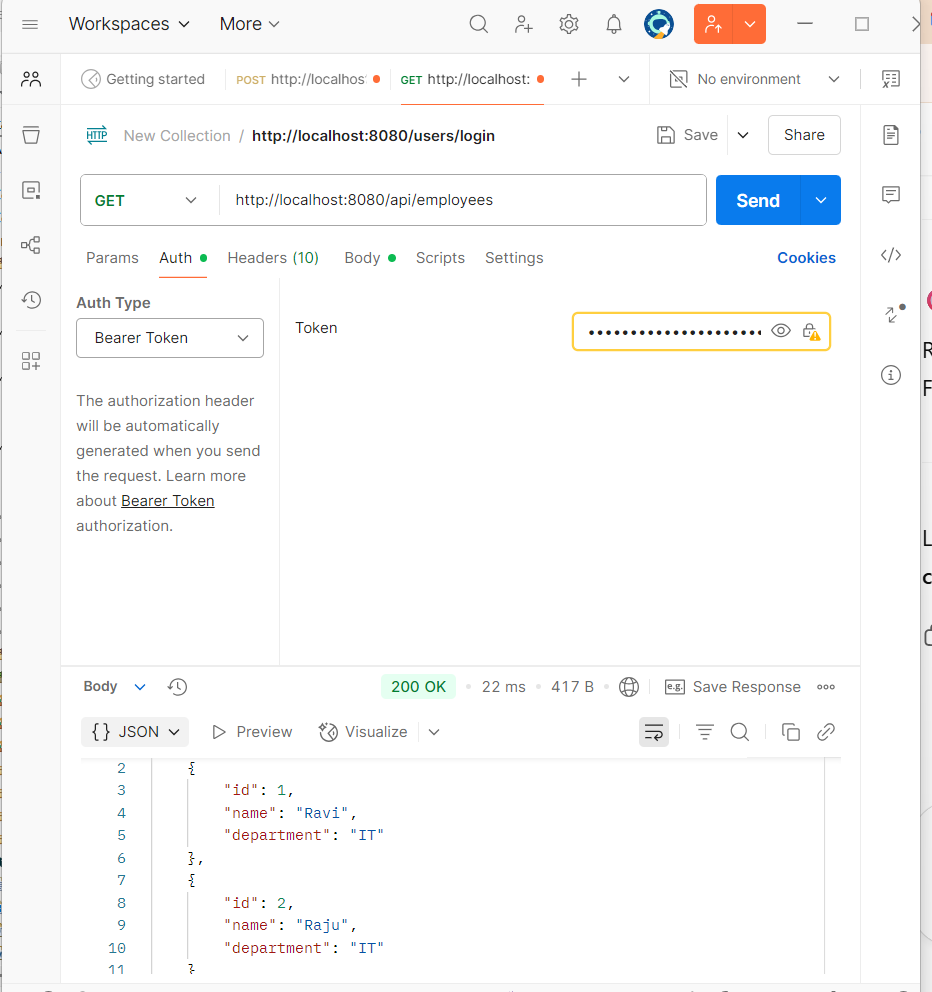 Workspaces More
Getting started POST http://localhos GET http://localhost: No environment
HTTP New Collection / http://localhost:8080/users/login Save Share
GET http://localhost:8080/api/employees Send
Params Auth Headers (10) Body Scripts Settings Cookies
Auth Type
Bearer Token
Token
The authorization header
will be automatically
generated when you send
the request. Learn more
about Bearer Token
authorization.
Body 200 OK 22 ms 417 B e.g. Save Response
{} JSON Preview Visualize
2 {
3 "id": 1,
4 "name": "Ravi",
5 "department": "IT"
6 },
7 {
8 "id": 2,
9 "name": "Raju",
10 "department": "IT"
11 }